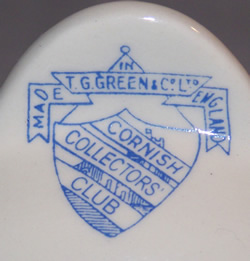 MADE IN ENGLAND
T.G.GREEN & Co. LTD
CORNISH
COLLECTORS'
CLUB